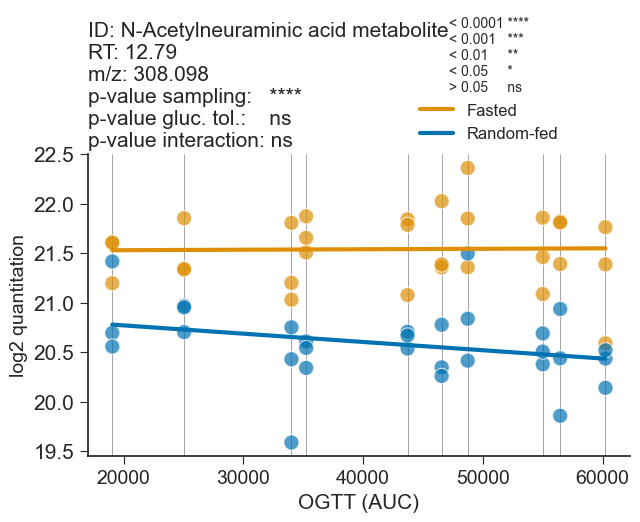 ID: N-Acetylneuraminic acid metabolite
RT: 12.79
m/z: 308.098
p-value sampling: ****
p-value gluc. tol.: ns
p-value interaction: ns
< 0.0001 ****
< 0.001 ***
< 0.01 **
< 0.05 *
> 0.05 ns
Fasted
Random-fed
22.5
22.0
21.5
21.0
20.5
20.0
19.5
log2 quantitation
20000 30000 40000 50000 60000
OGTT (AUC)